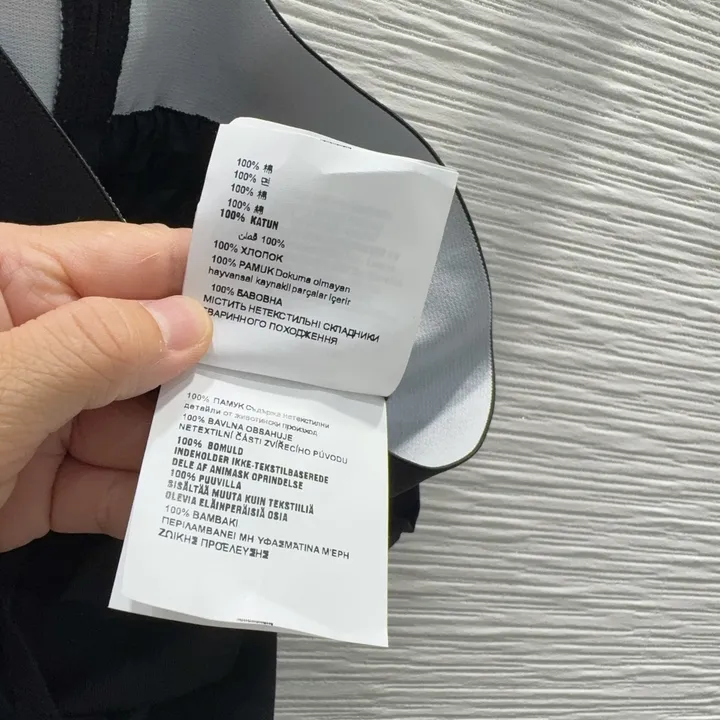 100% 棉
100% 면
100% 棉
100% 綿
100% KATUN
100% قطن
100% ХЛОПОК
100% PAMUK Dokuma olmayan
hayvansal kaynaklı parçalar içerir
100% БАВОВНА
МІСТИТЬ НЕТЕКСТИЛЬНІ СКЛАДНИКИ
ТВАРИННОГО ПОХОДЖЕННЯ
100% ПАМУК Съдържа нетекстилни
детайли от животински произход
100% BAVLNA OBSAHUJE
NETEXTILNÍ ČÁSTI ZVÍŘECÍHO PŮVODU
100% BOMULD
INDEHOLDER IKKE-TEKSTILBASEREDE
DELE AF ANIMASK OPRINDELSE
100% PUUVILLA
SISÄLTÄÄ MUUTA KUIN TEKSTIILIÄ
OLEVIA ELÄINPERÄISIÄ OSIA
100% ΒΑΜΒΑΚΙ
ΠΕΡΙΛΑΜΒΑΝΕΙ ΜΗ ΥΦΑΣΜΑΤΙΝΑ ΜΕΡΗ
ΖΩΙΚΗΣ ΠΡΟΕΛΕΥΣΗΣ